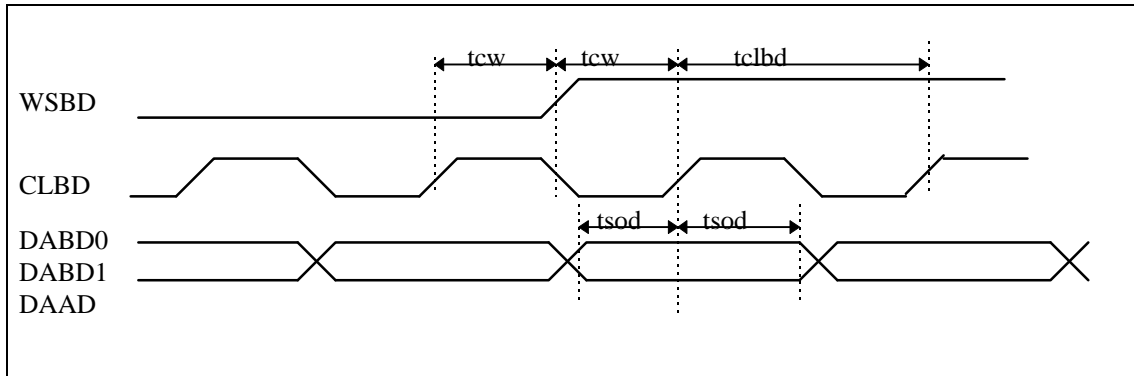 tcw tcw tclbd
WSBD
CLBD
tsod tsod
DABD0
DABD1
DAAD